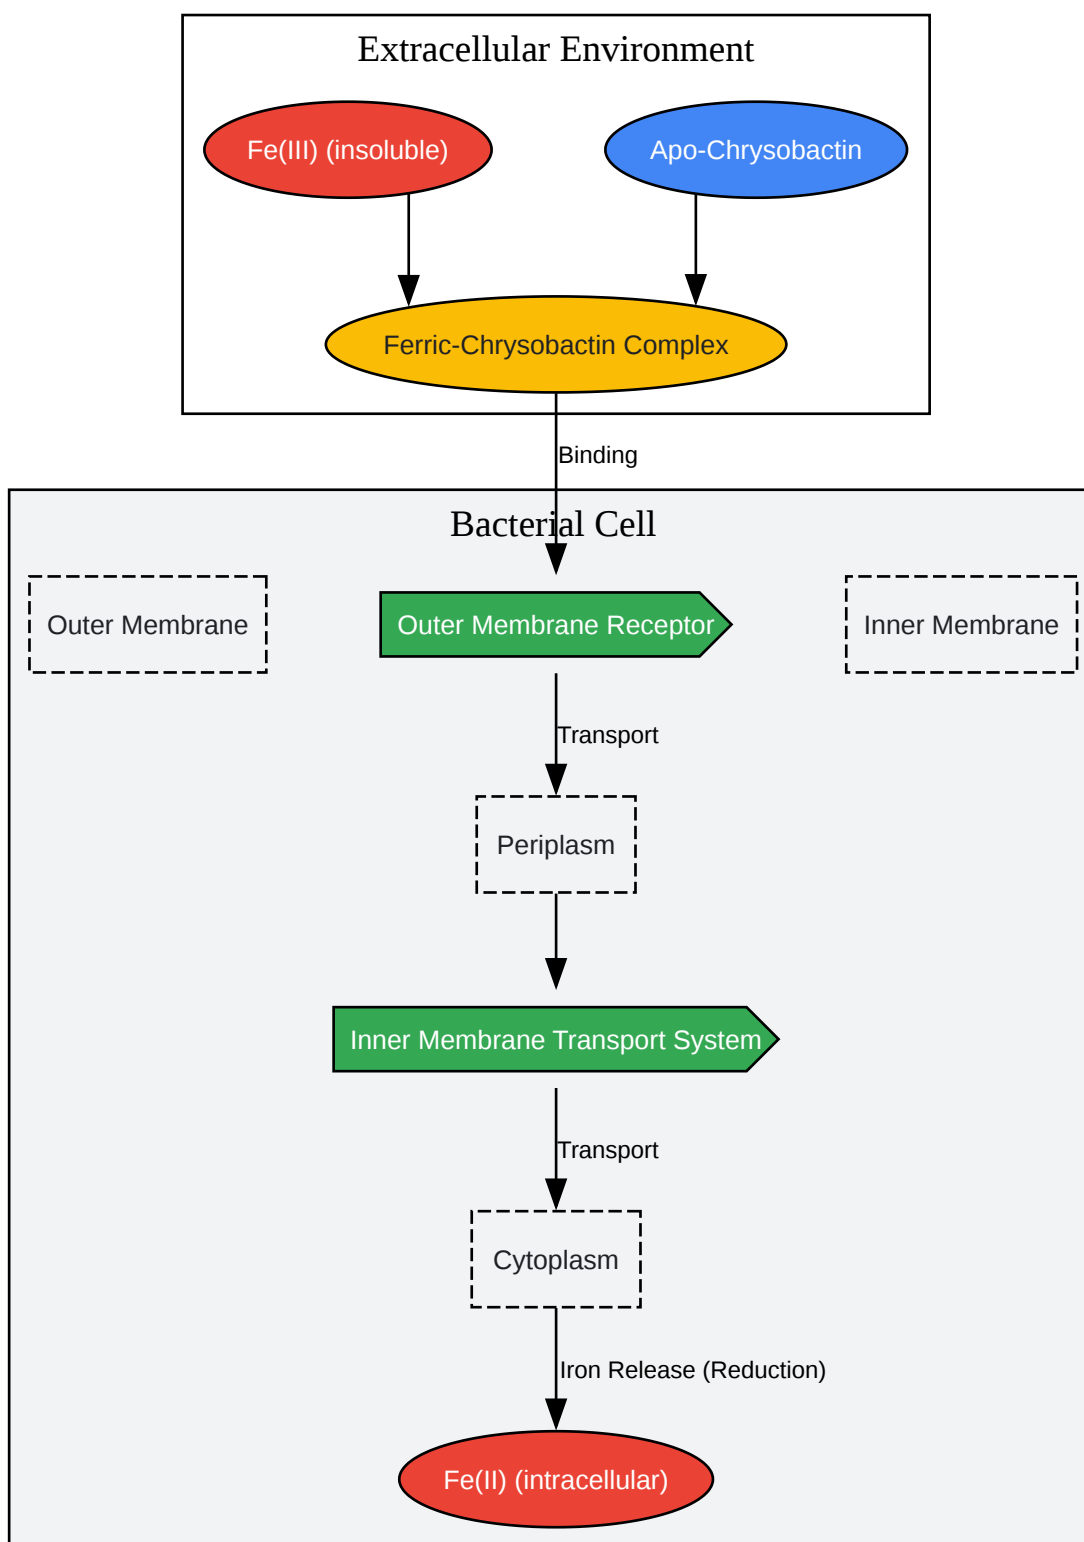 Extracellular Environment
Fe(III) (insoluble)
Apo-Chrysobactin
Ferric-Chrysobactin Complex
Binding
Bacterial Cell
Outer Membrane
Outer Membrane Receptor
Inner Membrane
Transport
Periplasm
Inner Membrane Transport System
Transport
Cytoplasm
Iron Release (Reduction)
Fe(II) (intracellular)